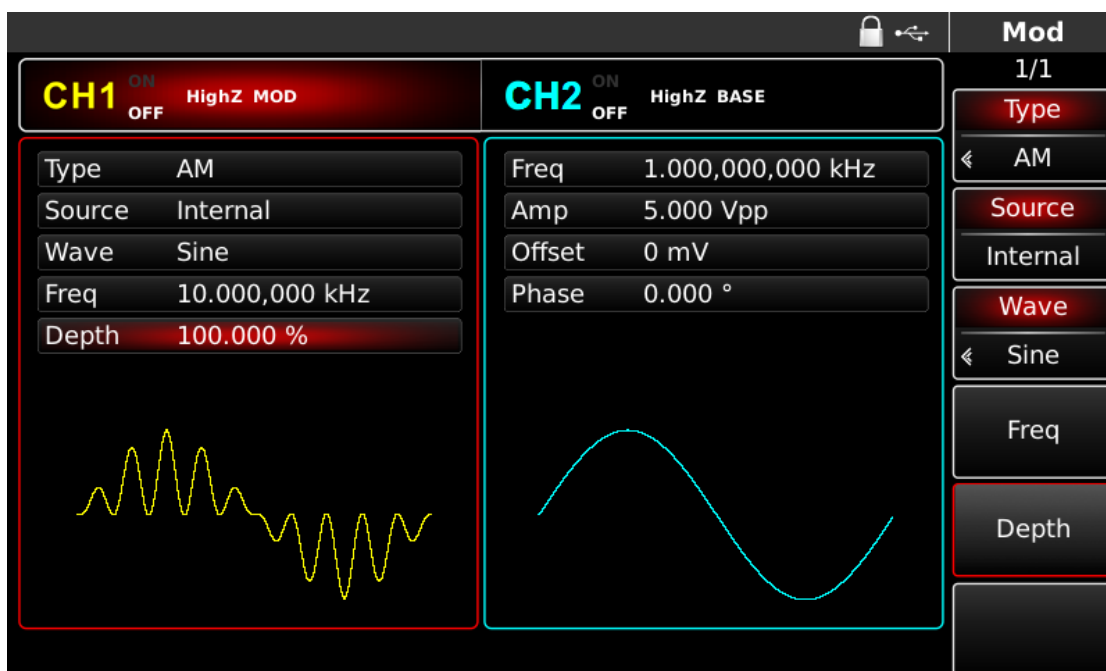 Mod
1/1
CH1 ON OFF HighZ MOD
CH2 ON OFF HighZ BASE
Type AM
Source Internal
Wave Sine
Freq 10.000,000 kHz
Depth 100.000 %
Freq 1.000,000,000 kHz
Amp 5.000 Vpp
Offset 0 mV
Phase 0.000 °
Type
AM
Source
Internal
Wave
Sine
Freq
Depth